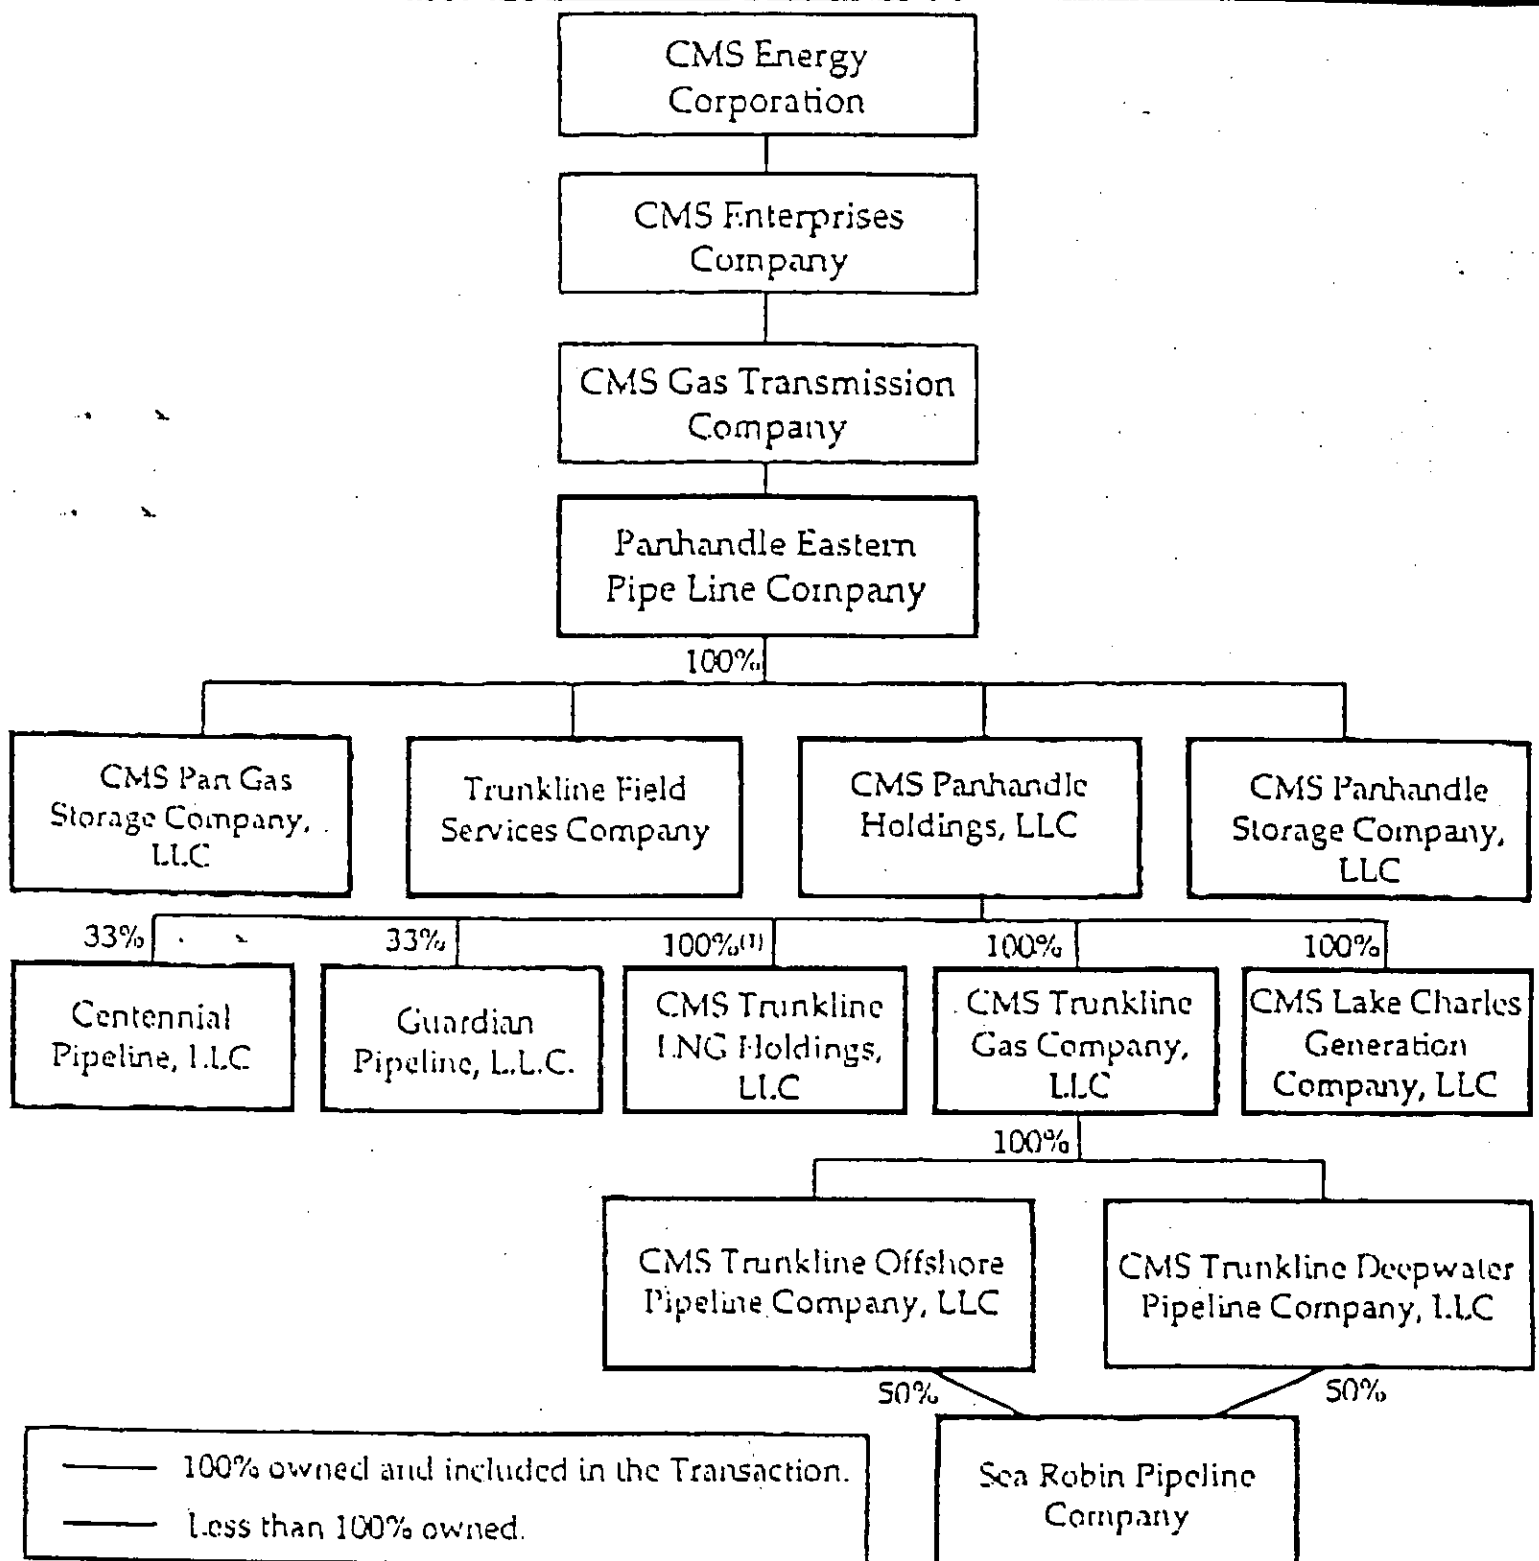 CMS Energy
Corporation
CMS Enterprises
Company
CMS Gas Transmission
Company
Panhandle Eastern
Pipe Line Company
100%
CMS Pan Gas
Storage Company,
LLC
Trunkline Field
Services Company
CMS Panhandle
Holdings, LLC
CMS Panhandle
Storage Company,
LLC
33%
33%
100%(1)
100%
100%
Centennial
Pipeline, LLC
Guardian
Pipeline, L.L.C.
CMS Trunkline
LNG Holdings,
LLC
CMS Trunkline
Gas Company,
LLC
CMS Lake Charles
Generation
Company, LLC
100%
CMS Trunkline Offshore
Pipeline Company, LLC
CMS Trunkline Deepwater
Pipeline Company, LLC
50%
50%
Sea Robin Pipeline
Company
100% owned and included in the Transaction.
Less than 100% owned.